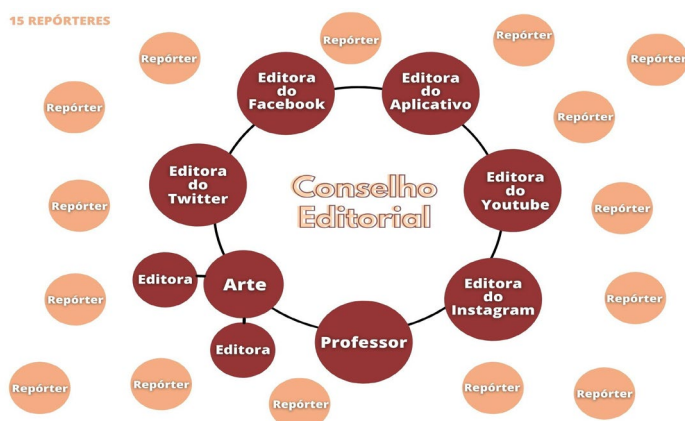 15 REPÓRTERES
Repórter
Repórter
Repórter
Repórter
Editora
do
Facebook
Editora
do
Aplicativo
Repórter
Repórter
Editora
do
Twitter
Conselho
Editorial
Editora
do
Youtube
Repórter
Repórter
Editora
Arte
Editora
do
Instagram
Repórter
Repórter
Editora
Professor
Repórter
Repórter
Repórter
Repórter
Repórter